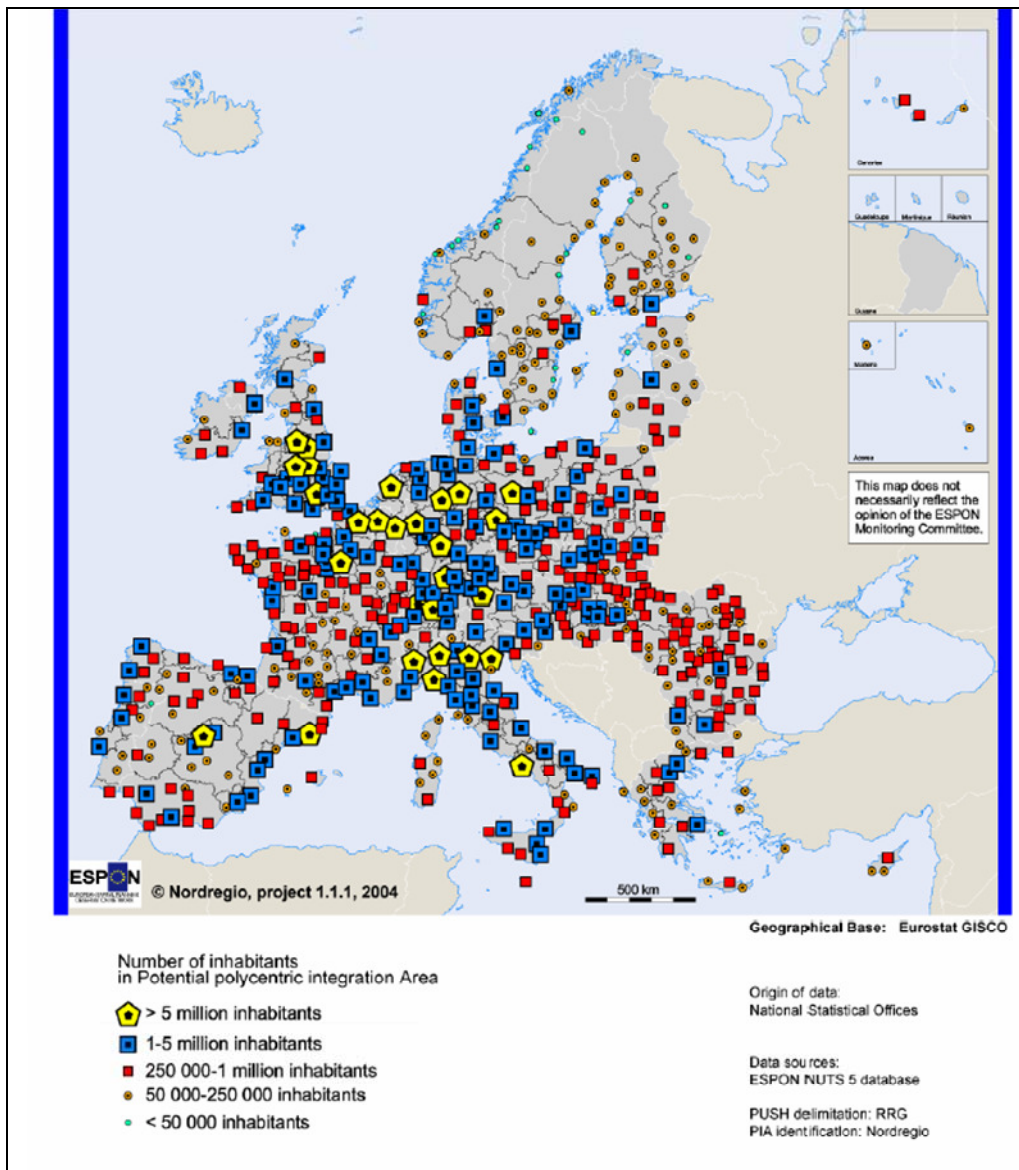 Canarias
Guadeloupe Martinique Réunion
Guyane
Madeira
Acores
This map does not
necessarily reflect the
opinion of the ESPON
Monitoring Committee.
ESPON
© Nordregio, project 1.1.1, 2004
500 km
Geographical Base: Eurostat GISCO
Number of inhabitants
in Potential polycentric integration Area
> 5 million inhabitants
1-5 million inhabitants
250 000-1 million inhabitants
50 000-250 000 inhabitants
< 50 000 inhabitants
Origin of data:
National Statistical Offices
Data sources:
ESPON NUTS 5 database
PUSH delimitation: RRG
PIA identification: Nordregio